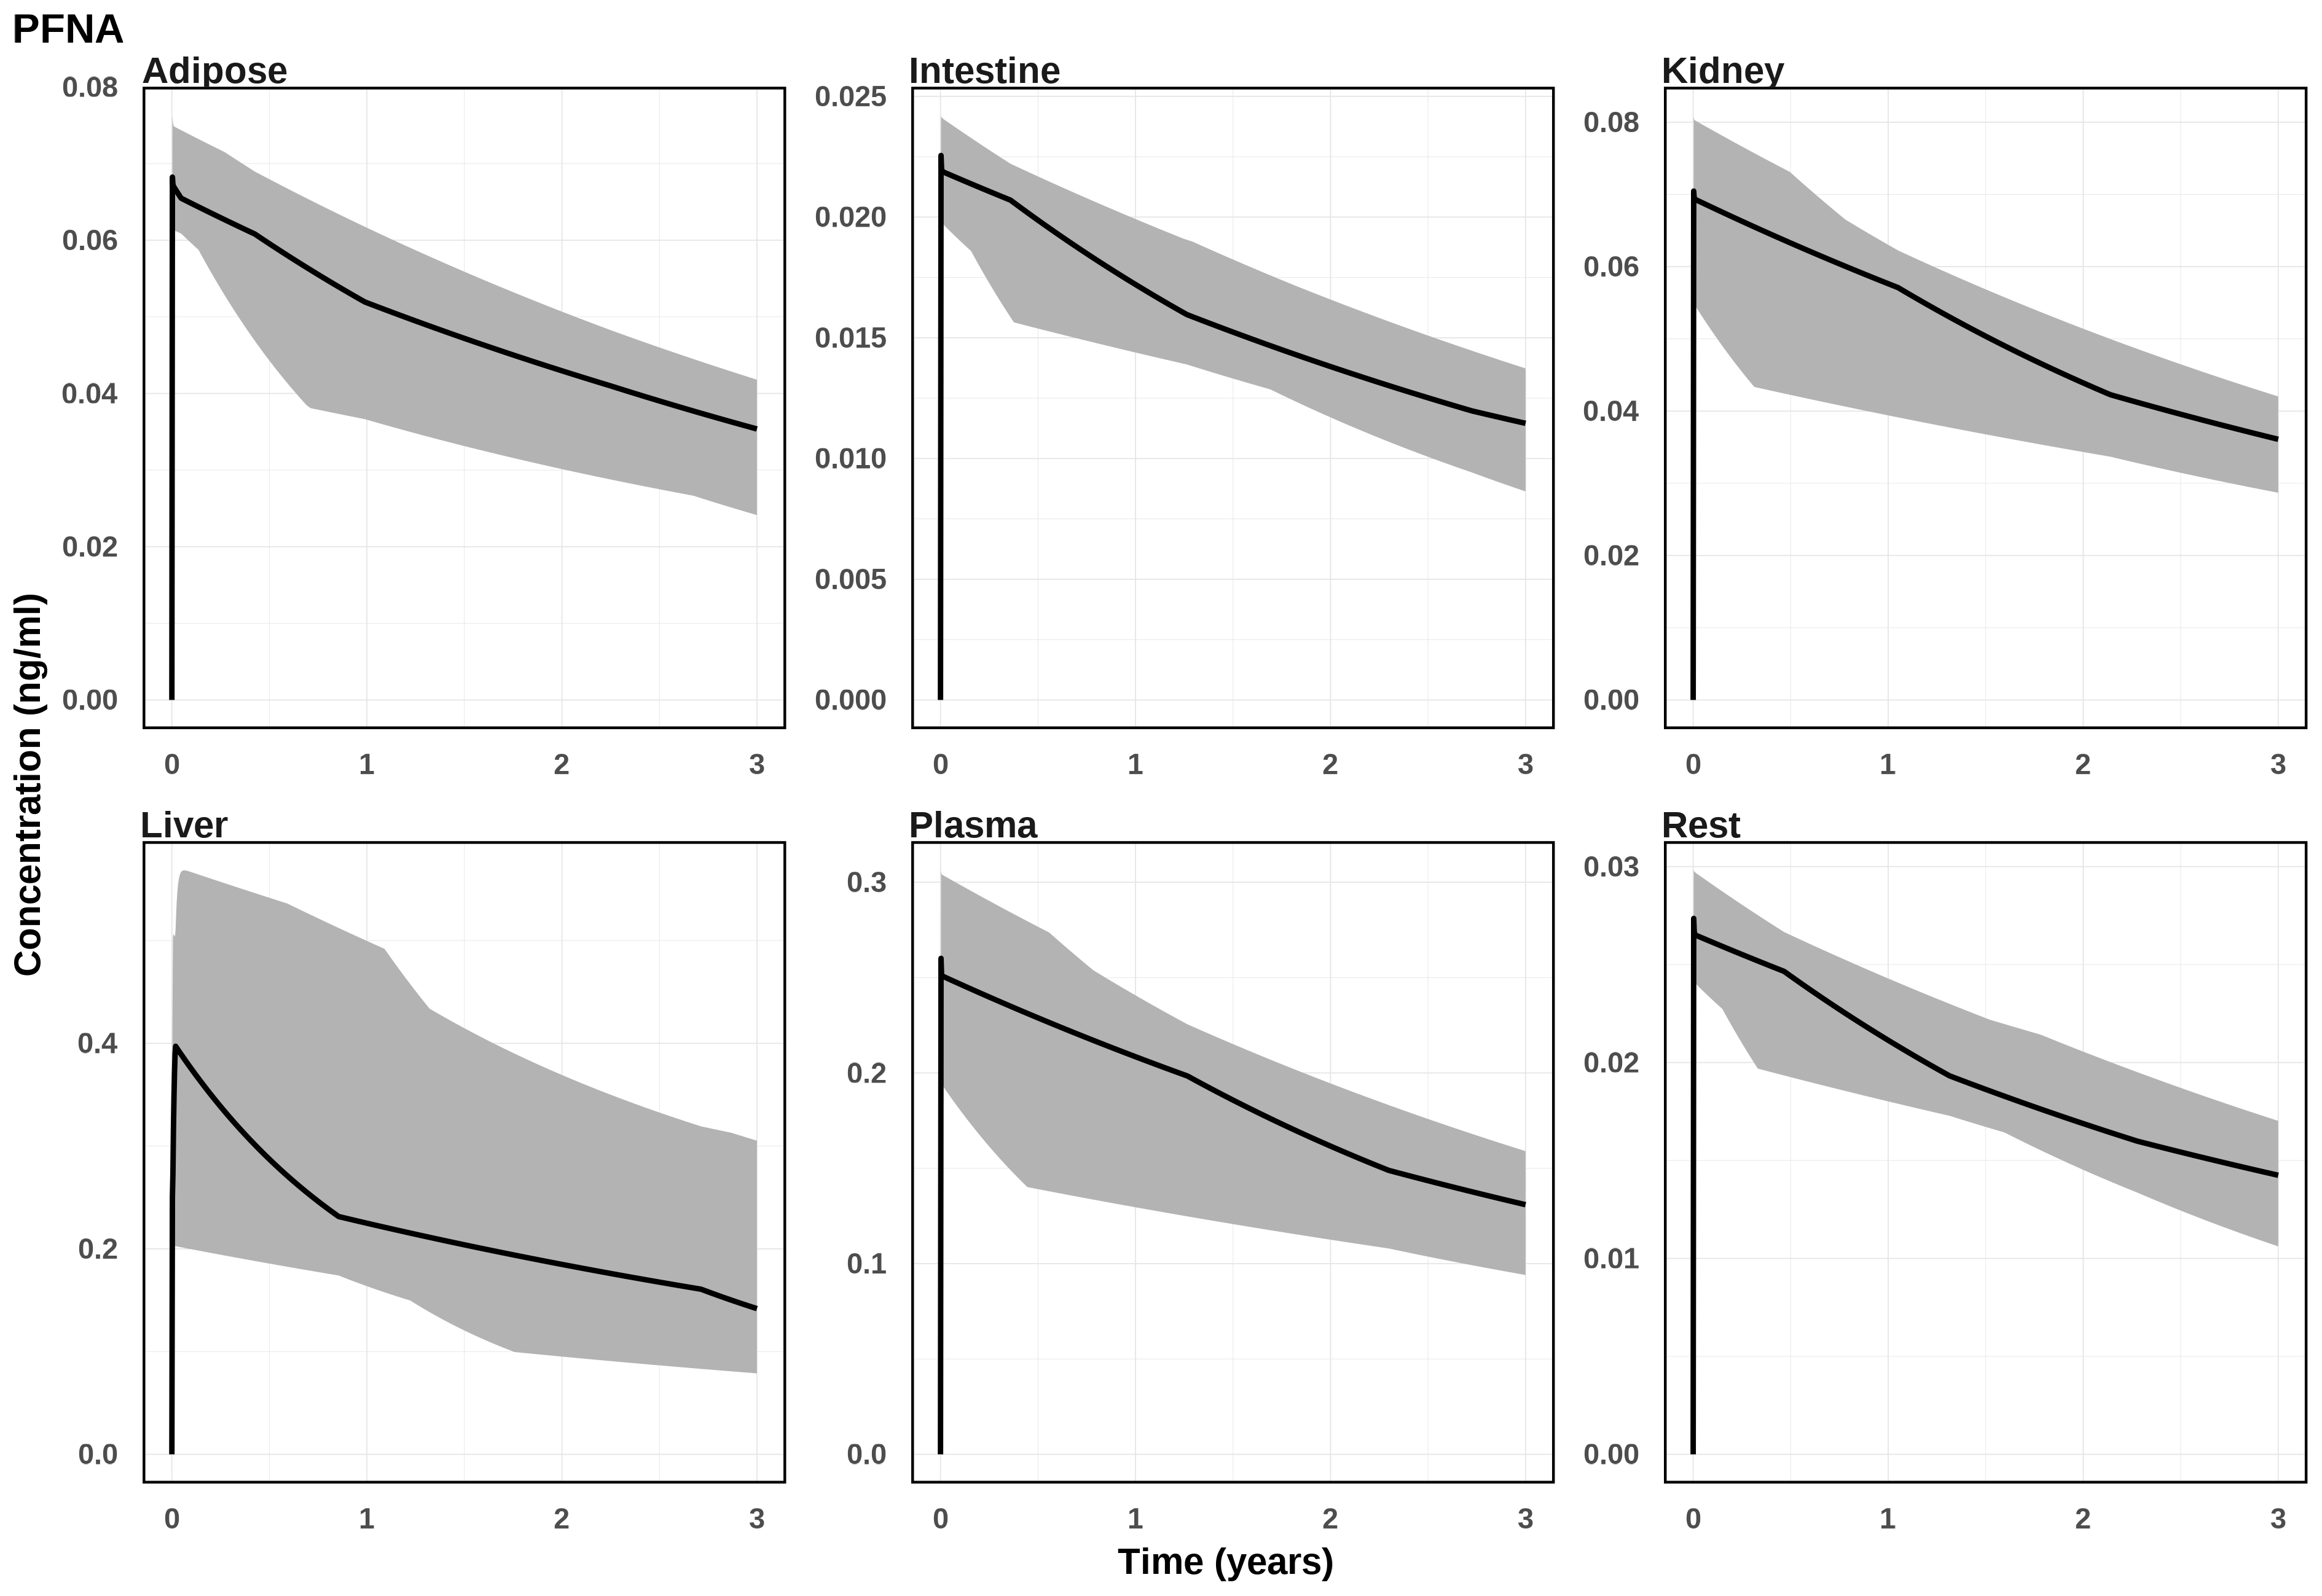 PFNA
Adipose Intestine Kidney
0.08 0.025 0.08
0.06 0.020 0.06
0.04 0.015 0.04
0.02 0.010 0.02
0.00 0.005 0.00
0.000
0 1 2 3 0 1 2 3 0 1 2 3
Concentration (ng/ml)
Liver Plasma Rest
0.4 0.3 0.03
0.2 0.2 0.02
0.0 0.1 0.01
0.0 0.00
0 1 2 3 0 1 2 3 0 1 2 3
Time (years)